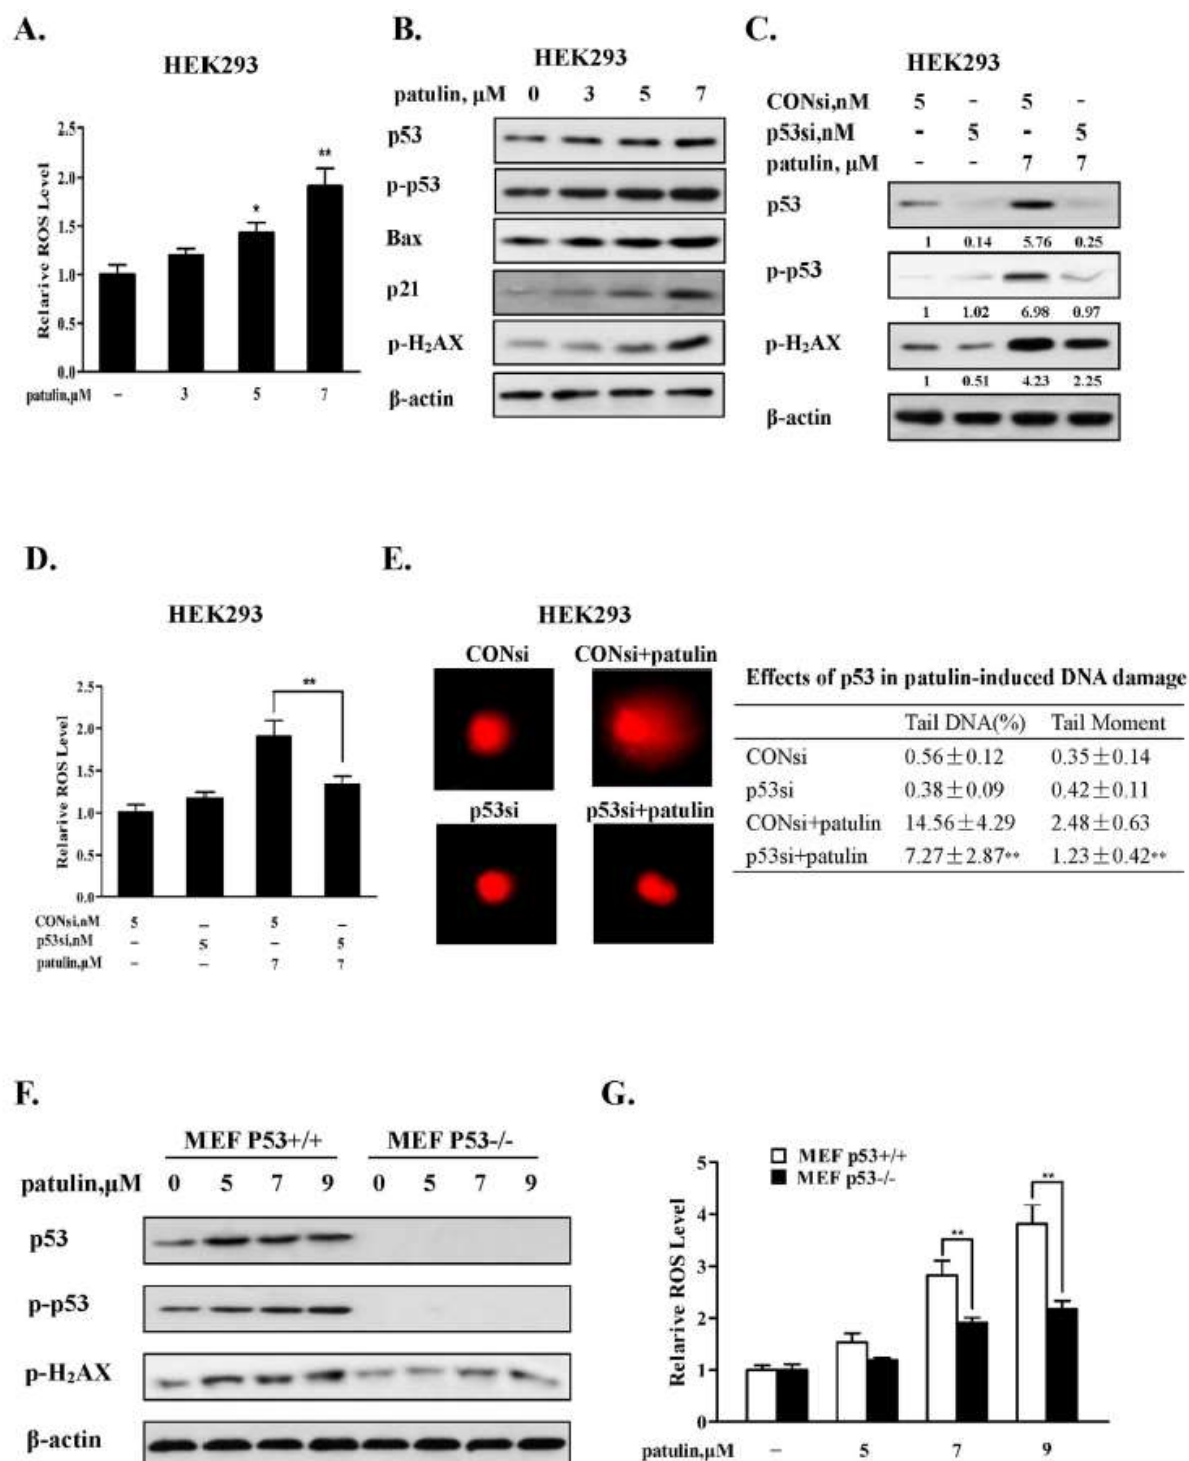 A.
HEK293
Relarive ROS Level
2.5
2.0
1.5
1.0
0.5
0.0
*
**
patulin,μM – 3 5 7
B.
HEK293
patulin, μM 0 3 5 7
p53
p-p53
Bax
p21
p-H₂AX
β-actin
C.
HEK293
CONsi,nM 5 - 5 -
p53si,nM - 5 - 5
patulin, μM – – 7 7
p53
1 0.14 5.76 0.25
p-p53
1 1.02 6.98 0.97
p-H₂AX
1 0.51 4.23 2.25
β-actin
D.
HEK293
Relarive ROS Level
2.5
2.0
1.5
1.0
0.5
0.0
**
CONsi,nM 5 – 5 –
p53si,nM – 5 – 5
patulin,μM – – 7 7
E.
HEK293
CONsi CONsi+patulin
p53si p53si+patulin
Effects of p53 in patulin-induced DNA damage
Tail DNA(%) Tail Moment
CONsi 0.56±0.12 0.35±0.14
p53si 0.38±0.09 0.42±0.11
CONsi+patulin 14.56±4.29 2.48±0.63
p53si+patulin 7.27±2.87** 1.23±0.42**
F.
MEF P53+/+ MEF P53-/-
patulin,μM 0 5 7 9 0 5 7 9
p53
p-p53
p-H₂AX
β-actin
G.
MEF p53+/+
MEF p53-/-
Relarive ROS Level
5
4
3
2
1
0
**
**
patulin,μM – 5 7 9